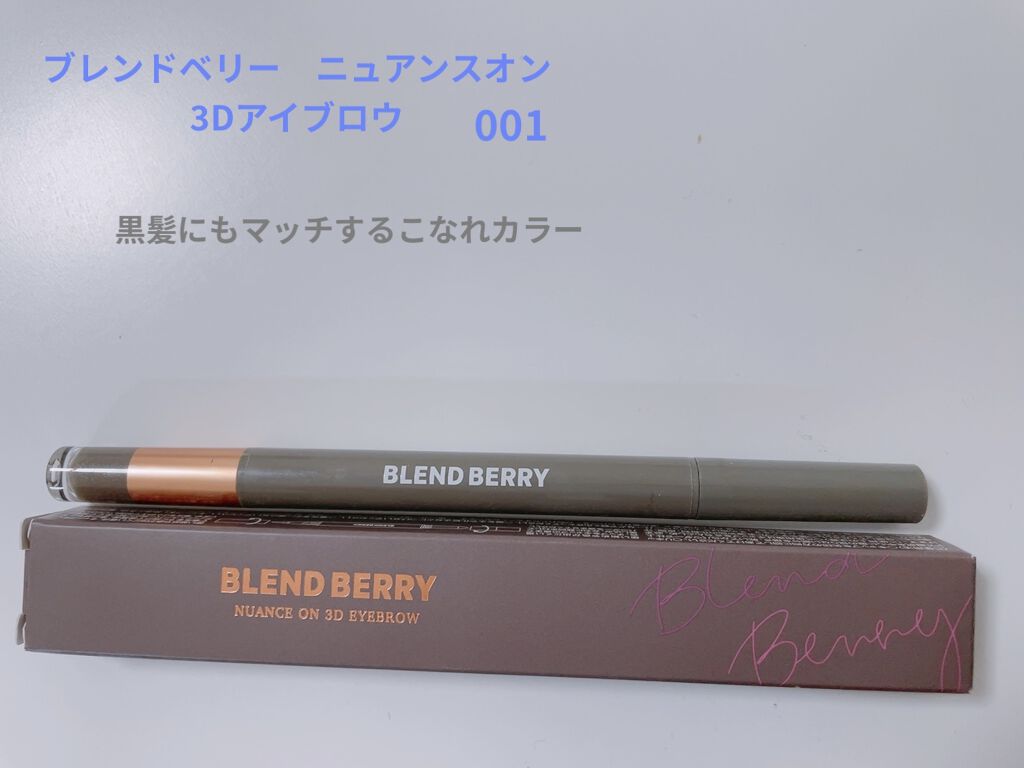 ブレンドベリー　ニュアンスオン
3Dアイブロウ　001
黒髪にもマッチするこなれカラー
BLEND BERRY
BLEND BERRY
NUANCE ON 3D EYEBROW
Blend
Berry